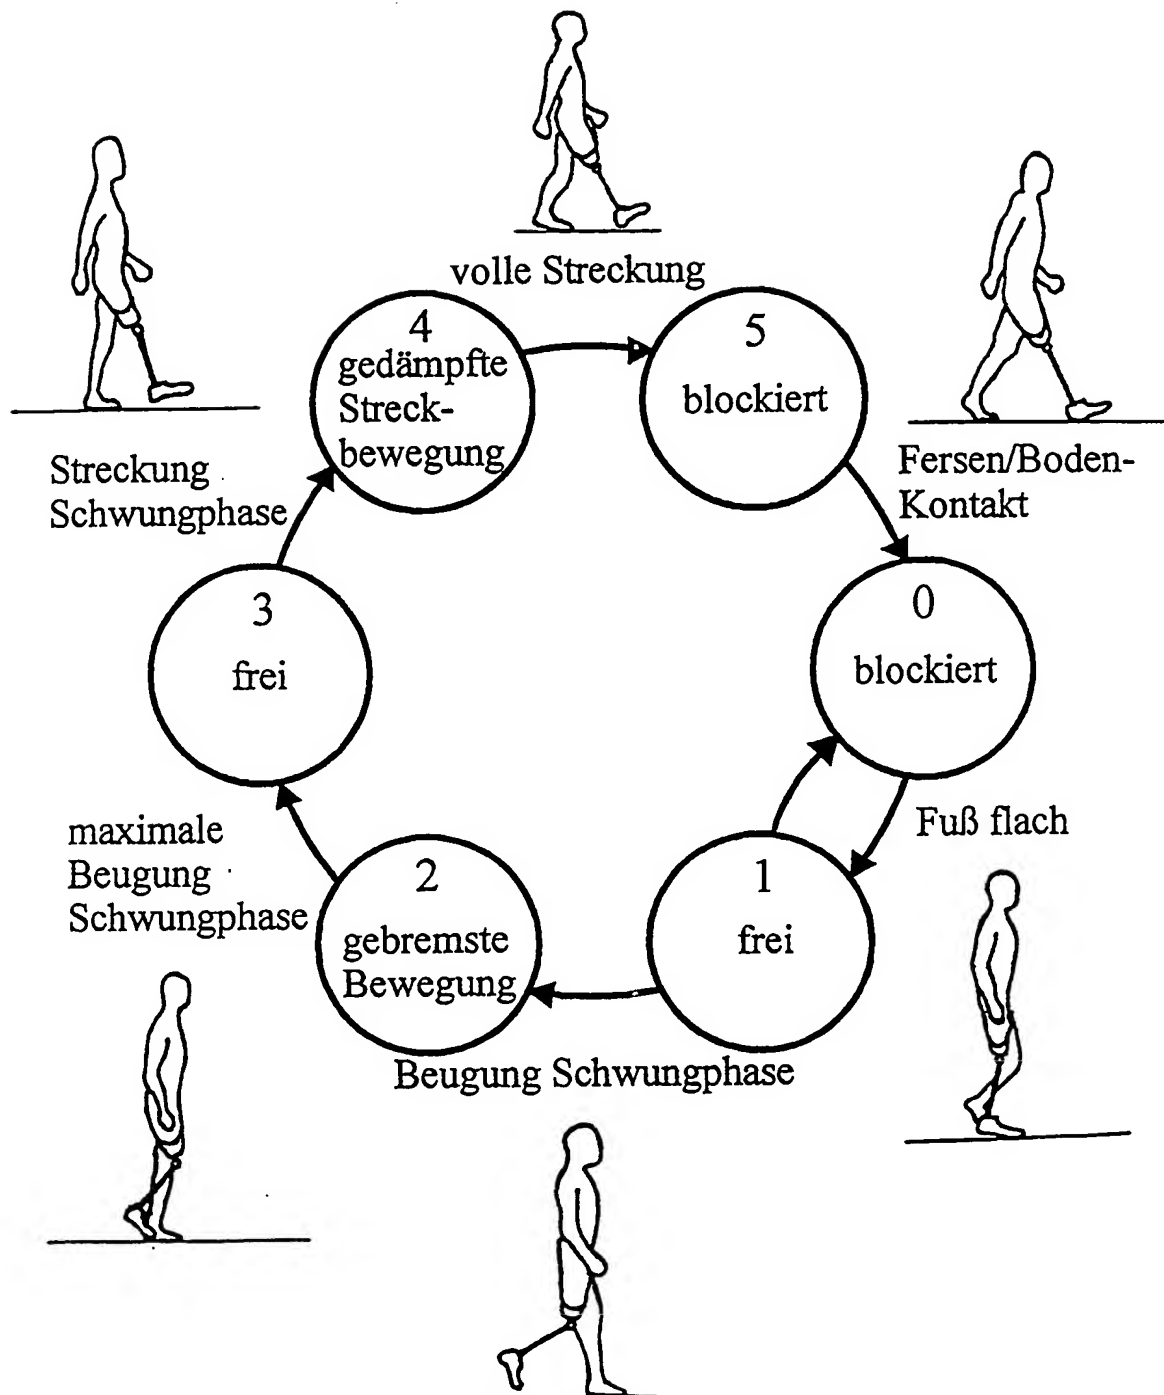 volle Streckung
4
gedämpfte
Streck-
bewegung
5
blockiert
Streckung
Schwungphase
Fersen/Boden-
Kontakt
3
frei
0
blockiert
maximale
Beugung
Schwungphase
Fuß flach
2
gebremste
Bewegung
1
frei
Beugung Schwungphase